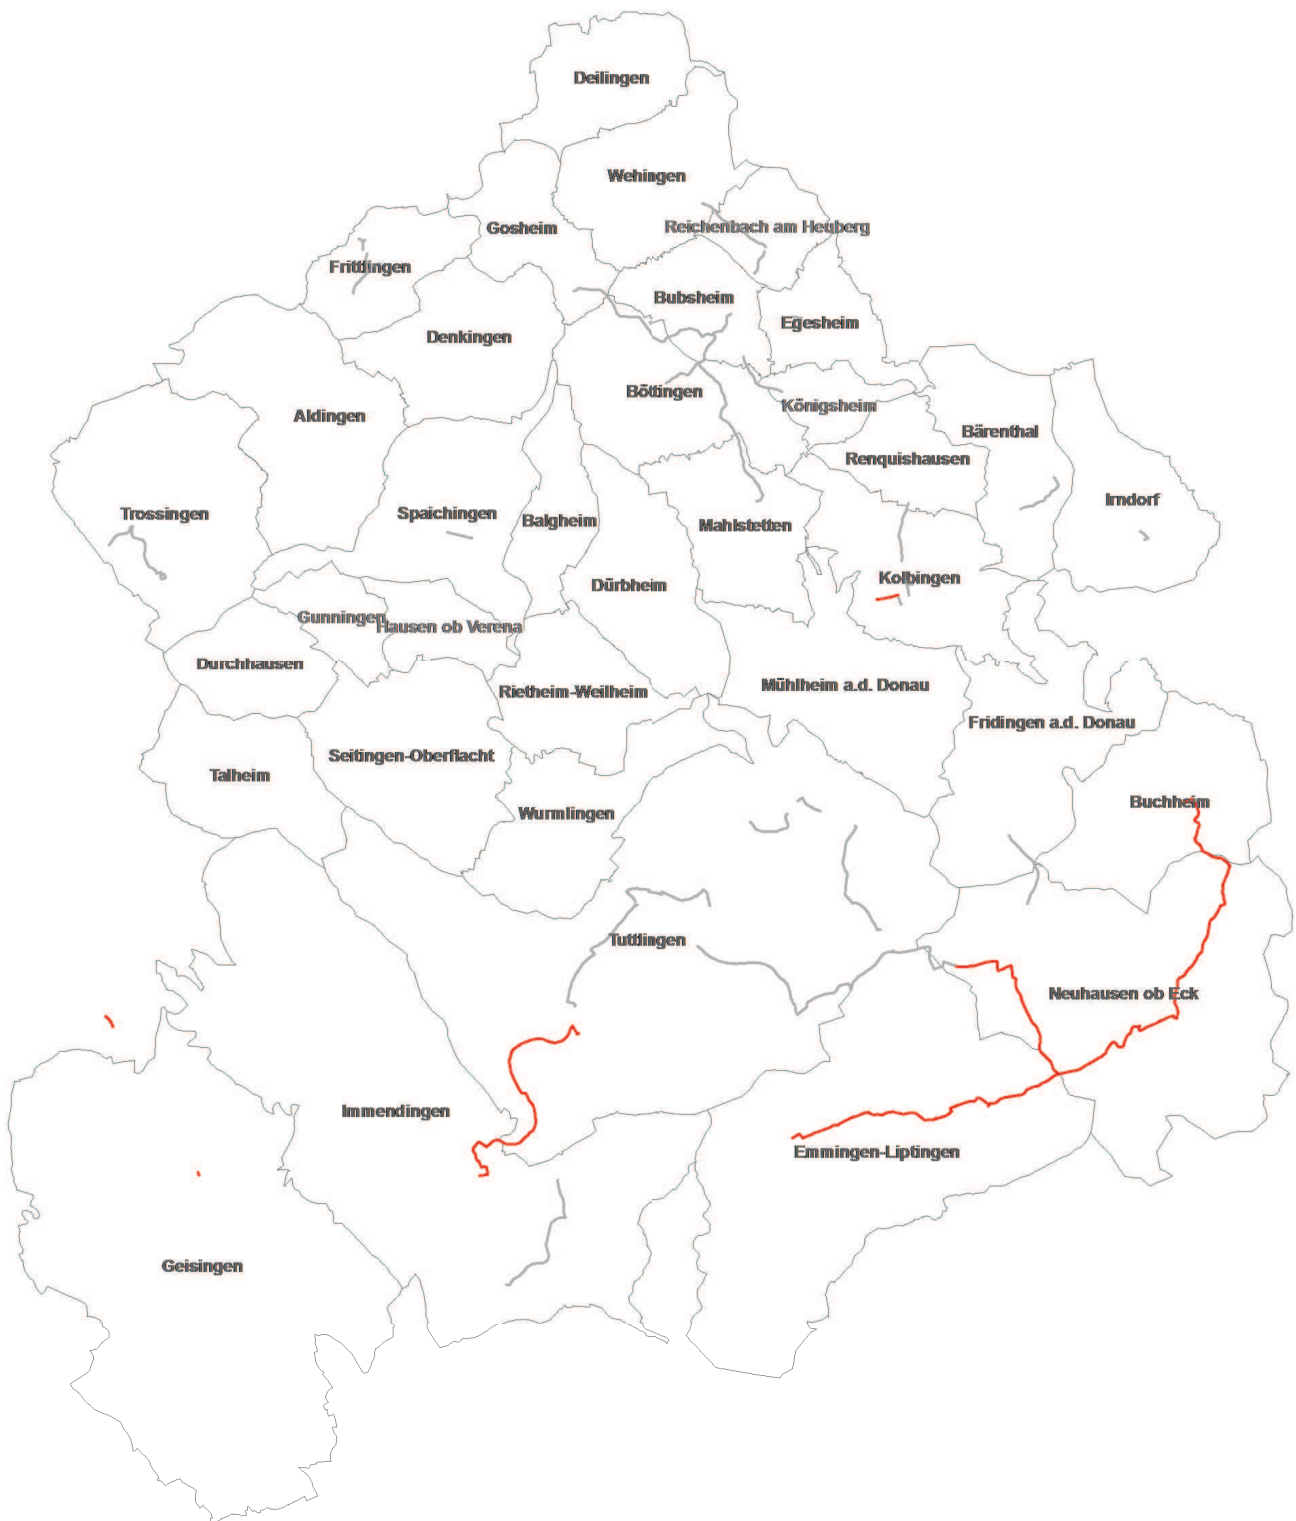 Deilingen
Wehingen
Gosheim
Reichenbach am Heuberg
Frittlingen
Bubsheim
Egesheim
Denkingen
Böttingen
Königsheim
Aldingen
Bärenthal
Renquishausen
Irndorf
Trossingen
Spaichingen
Balgheim
Mahlstetten
Kolbingen
Dürbheim
Gunningen
Hausen ob Verena
Durchhausen
Rietheim-Weilheim
Mühlheim a.d. Donau
Fridingen a.d. Donau
Seitingen-Oberflacht
Talheim
Buchheim
Wurmlingen
Tuttlingen
Neuhausen ob Eck
Immendingen
Emmingen-Liptingen
Geisingen